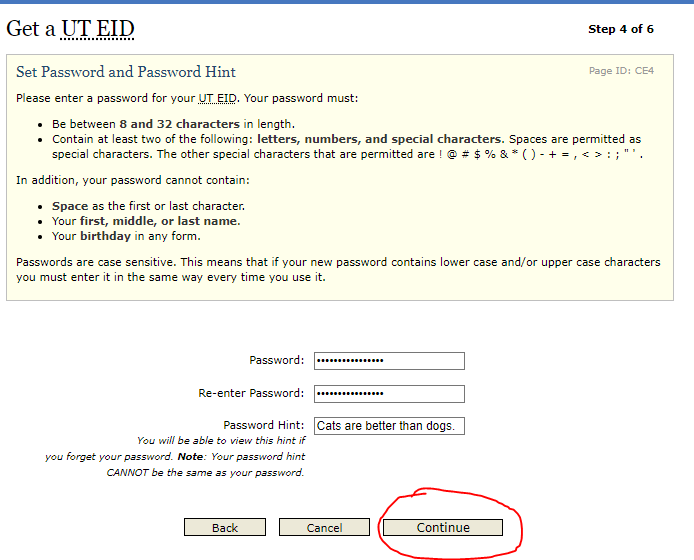 Get a UT EID
Step 4 of 6
Set Password and Password Hint
Page ID: CE4
Please enter a password for your UT EID. Your password must:
• Be between 8 and 32 characters in length.
• Contain at least two of the following: letters, numbers, and special characters. Spaces are permitted as
special characters. The other special characters that are permitted are ! @ # $ % & * ( ) - + = , < > : ; " ' .
In addition, your password cannot contain:
• Space as the first or last character.
• Your first, middle, or last name.
• Your birthday in any form.
Passwords are case sensitive. This means that if your new password contains lower case and/or upper case characters
you must enter it in the same way every time you use it.
Password: ••••••••••••••••
Re-enter Password: ••••••••••••••••
Password Hint: Cats are better than dogs.
You will be able to view this hint if
you forget your password. Note: Your password hint
CANNOT be the same as your password.
Back Cancel Continue